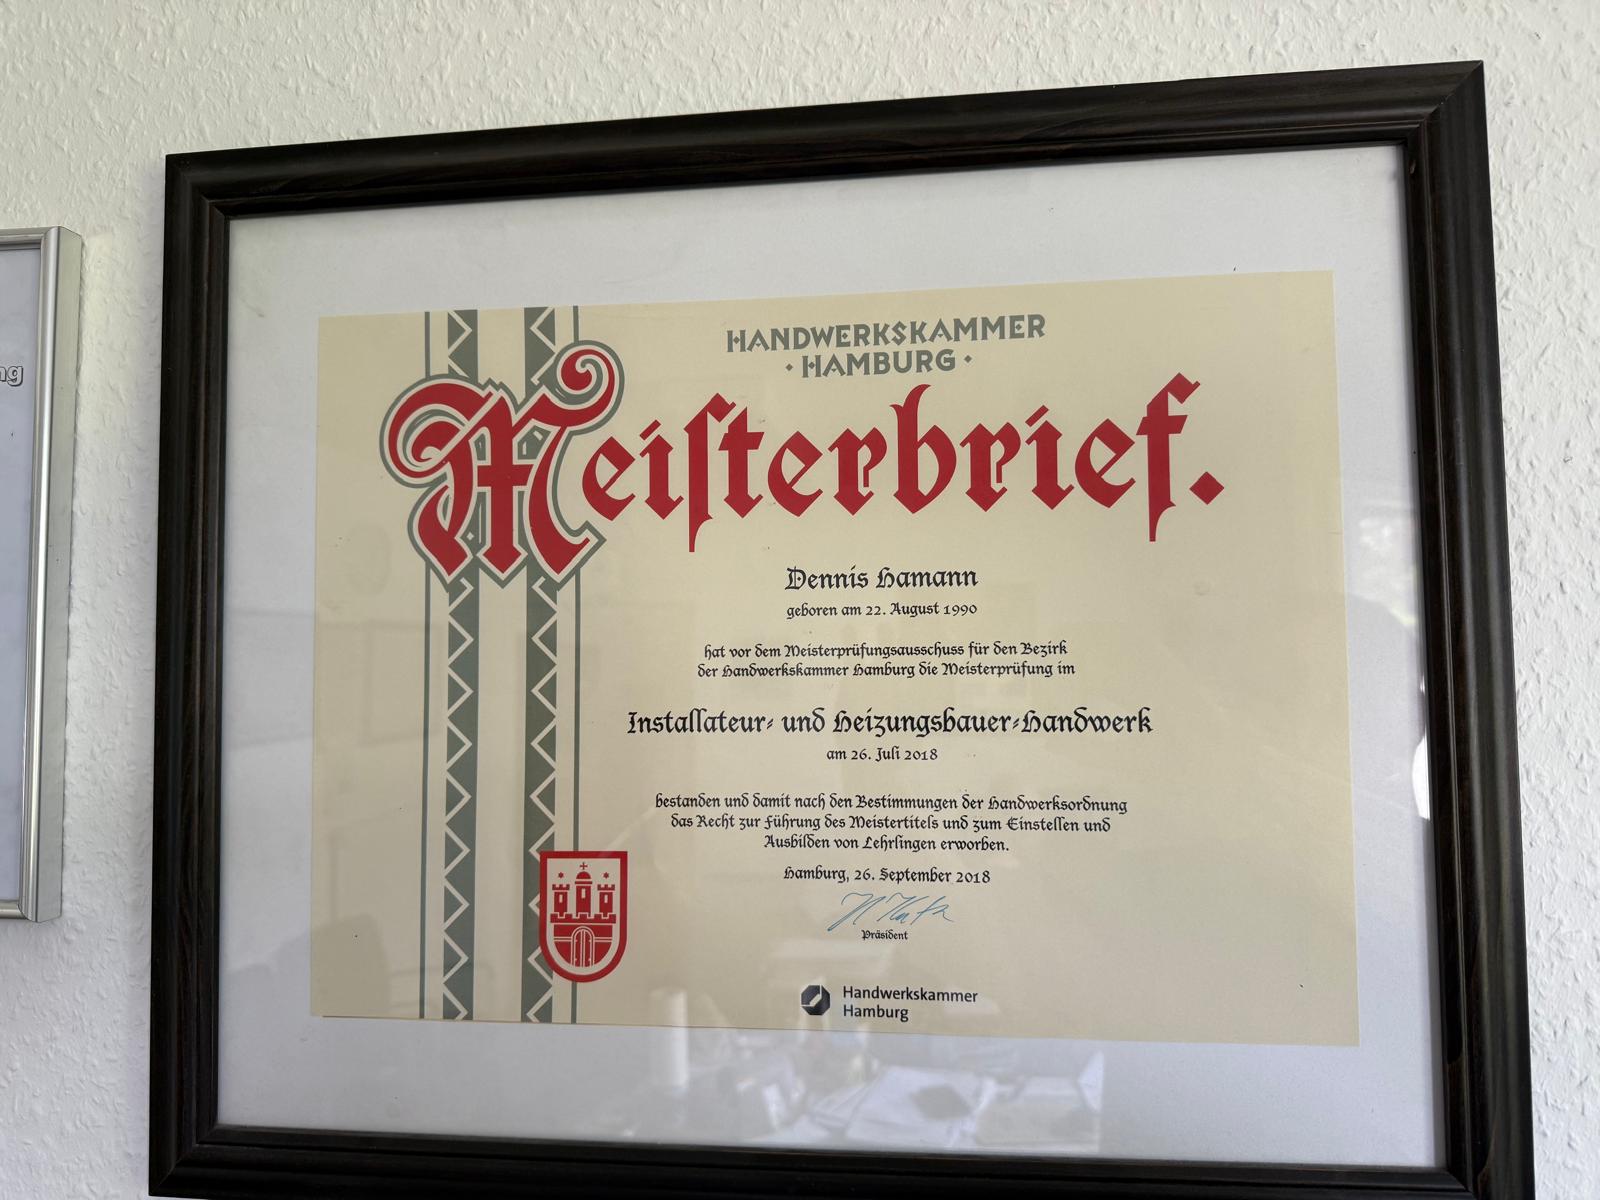 ng
HANDWERKSKAMMER
· HAMBURG ·
Meiſterbrief.
Dennis Hamann
geboren am 22. August 1990
hat vor dem Meisterprüfungsausschuss für den Bezirk
der Handwerkskammer Hamburg die Meisterprüfung im
Installateur- und Heizungsbauer-Handwerk
am 26. Juli 2018
bestanden und damit nach den Bestimmungen der Handwerksordnung
das Recht zur Führung des Meistertitels und zum Einstellen und
Ausbilden von Lehrlingen erworben.
Hamburg, 26. September 2018
Präsident
Handwerkskammer
Hamburg